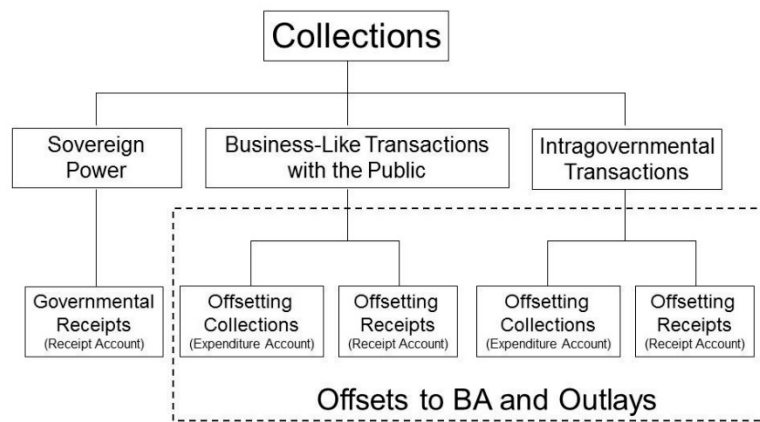 Collections
Sovereign
Power
Business-Like Transactions
with the Public
Intragovernmental
Transactions
Governmental
Receipts
(Receipt Account)
Offsetting
Collections
(Expenditure Account)
Offsetting
Receipts
(Receipt Account)
Offsetting
Collections
(Expenditure Account)
Offsetting
Receipts
(Receipt Account)
Offsets to BA and Outlays